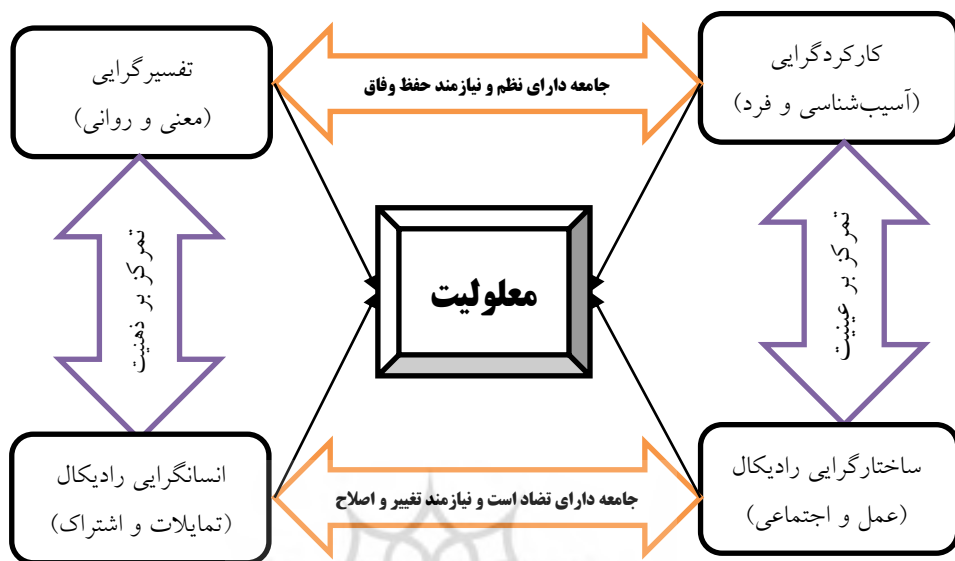 کارکردگرایی
(آسیب‌شناسی و فرد)
جامعه دارای نظم و نیازمند حفظ وفاق
تفسیرگرایی
(معنی و روانی)
تمرکز بر عینیت
معلولیت
تمرکز بر ذهنیت
ساختارگرایی رادیکال
(عمل و اجتماعی)
جامعه دارای تضاد است و نیازمند تغییر و اصلاح
انسانگرایی رادیکال
(تمایلات و اشتراک)